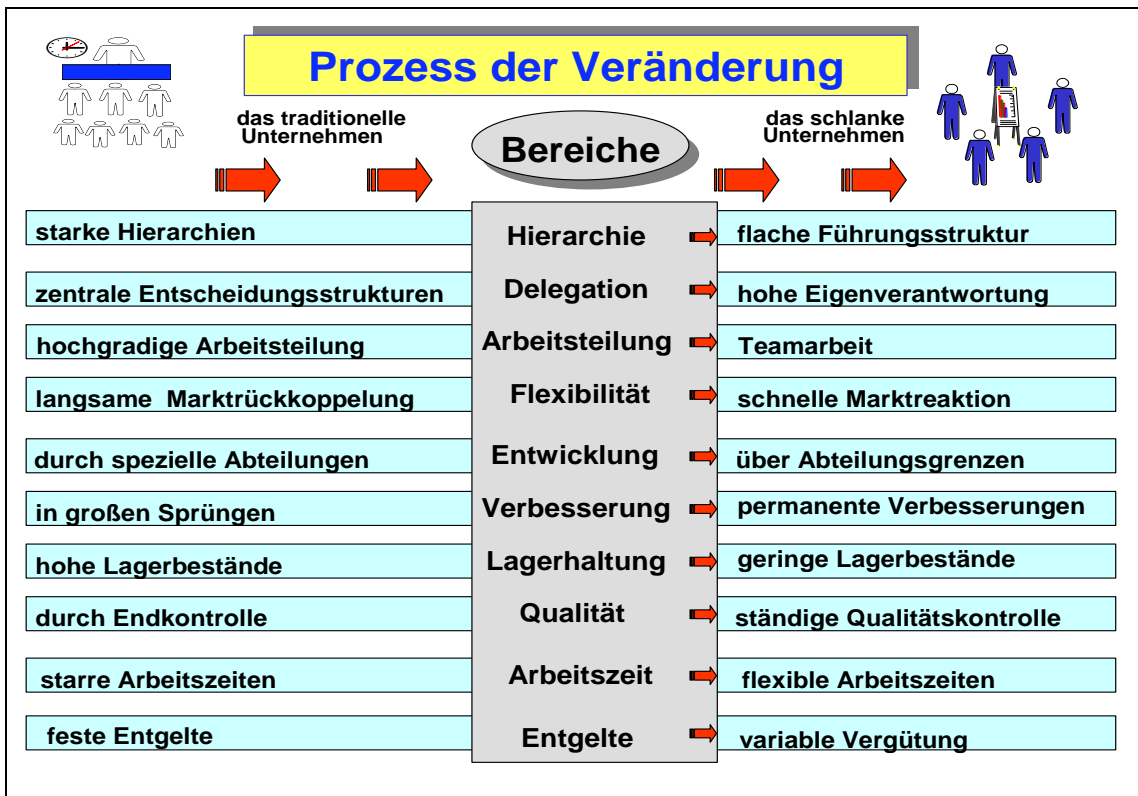 Prozess der Veränderung
das traditionelle
Unternehmen
Bereiche
das schlanke
Unternehmen
starke Hierarchien
Hierarchie
flache Führungsstruktur
zentrale Entscheidungsstrukturen
Delegation
hohe Eigenverantwortung
hochgradige Arbeitsteilung
Arbeitsteilung
Teamarbeit
langsame Marktrückkoppelung
Flexibilität
schnelle Marktreaktion
durch spezielle Abteilungen
Entwicklung
über Abteilungsgrenzen
in großen Sprüngen
Verbesserung
permanente Verbesserungen
hohe Lagerbestände
Lagerhaltung
geringe Lagerbestände
durch Endkontrolle
Qualität
ständige Qualitätskontrolle
starre Arbeitszeiten
Arbeitszeit
flexible Arbeitszeiten
feste Entgelte
Entgelte
variable Vergütung